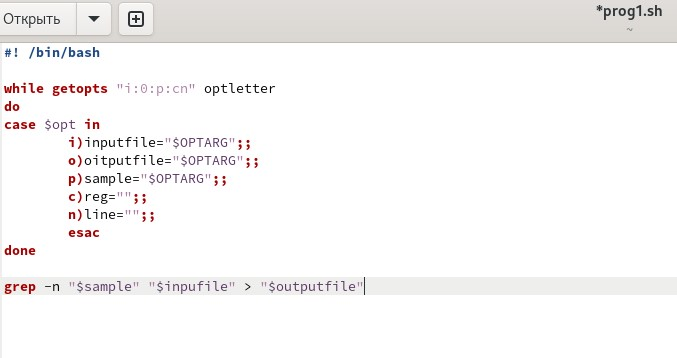 Открыть
*prog1.sh
~
#! /bin/bash
while getopts "i:0:p:cn" optletter
do
case $opt in
i)inputfile="$OPTARG";;
o)oitputfile="$OPTARG";;
p)sample="$OPTARG";;
c)reg="";;
n)line="";;
esac
done
grep -n "$sample" "$inpufile" > "$outputfile"